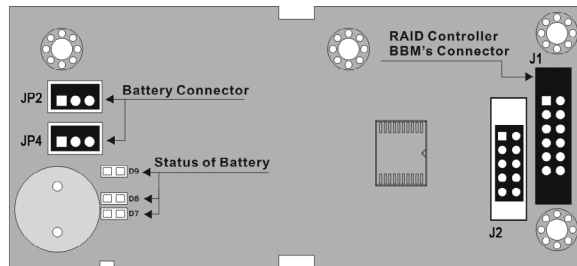 RAID Controller
BBM's Connector
J1
JP2
Battery Connector
JP4
Status of Battery
D9
D8
D7
J2